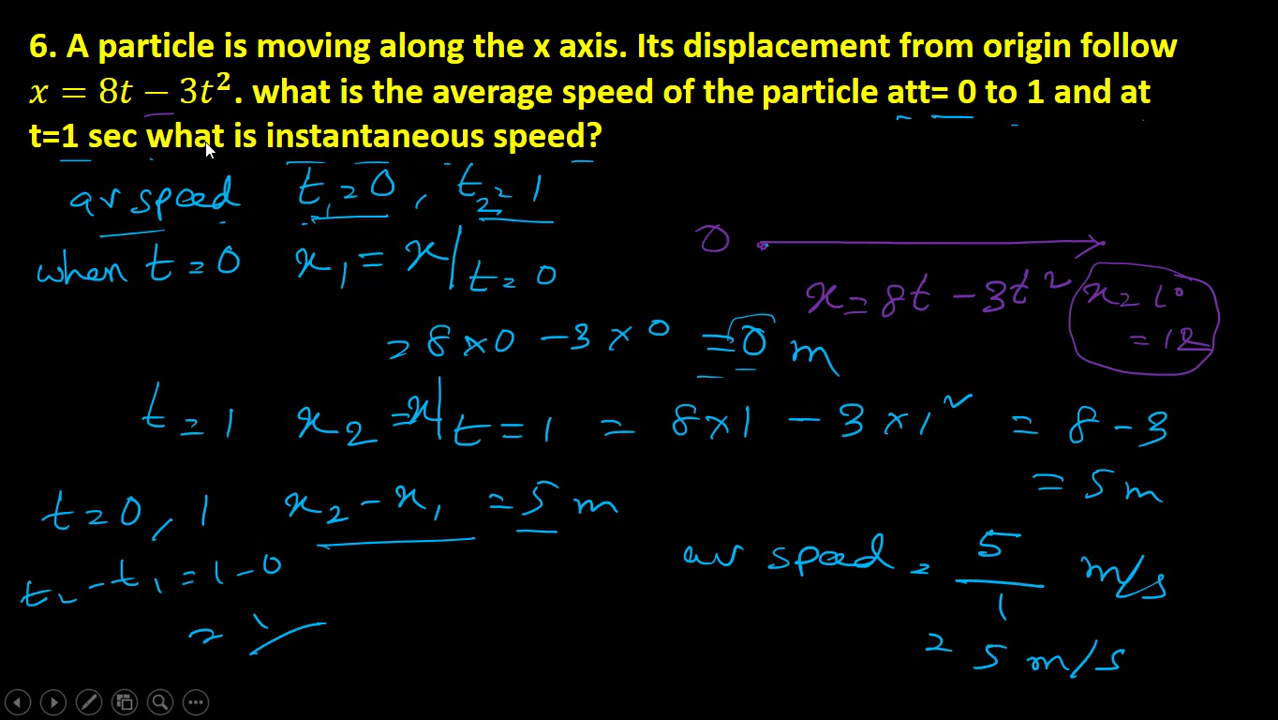 6. A particle is moving along the x axis. Its displacement from origin follow
x = 8t − 3t². what is the average speed of the particle att= 0 to 1 and at
t=1 sec what is instantaneous speed?
av speed t₁ = 0 , t₂ = 1
when t = 0 x₁ = x|t = 0
0
x = 8t − 3t² x = 10
= 12
= 8 × 0 − 3 × 0 = 0 m
t = 1 x₂ = x|t = 1 = 8 × 1 − 3 × 1² = 8 − 3
= 5 m
t = 0, 1 x₂ − x₁ = 5 m
av speed = 5/1 m/s
t₂ − t₁ = 1 − 0
= 1
= 5 m/s